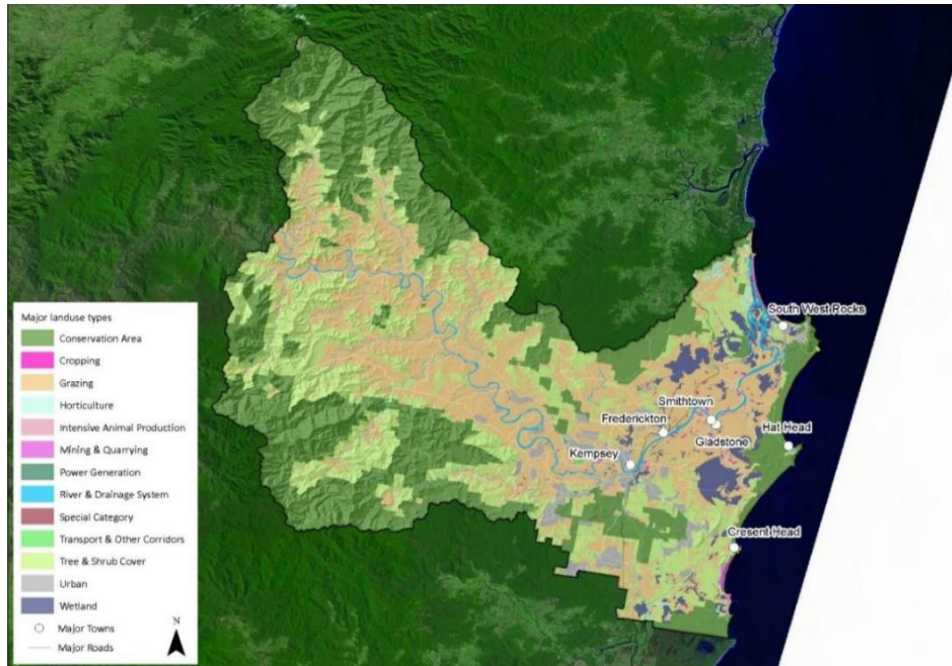 Major landuse types
Conservation Area
Cropping
Grazing
Horticulture
Intensive Animal Production
Mining & Quarrying
Power Generation
River & Drainage System
Special Category
Transport & Other Corridors
Tree & Shrub Cover
Urban
Wetland
Major Towns
Major Roads
N
South West Rocks
Smithtown
Frederickton
Gladstone
Hat Head
Kempsey
Cresent Head